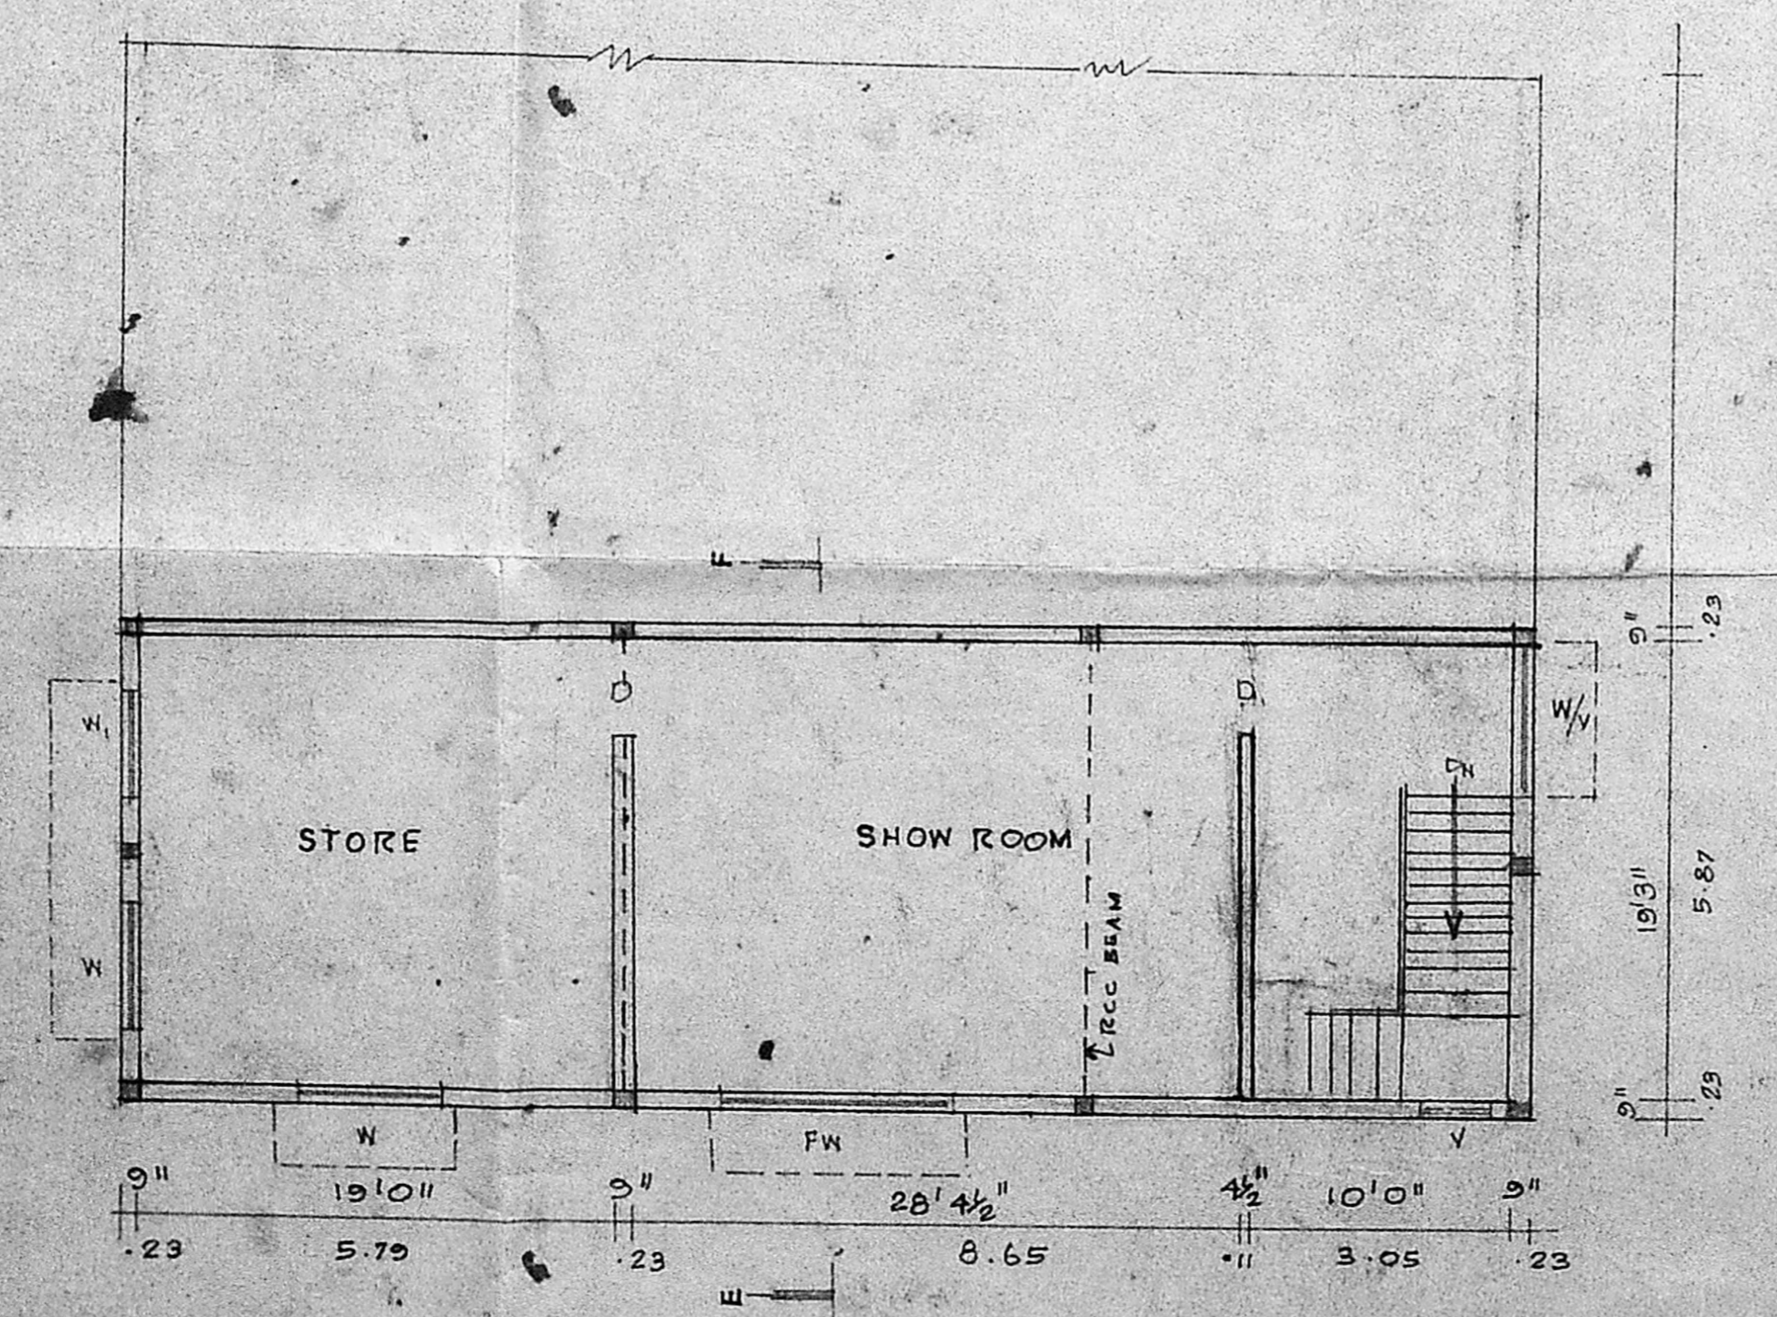 F
9"
.23
D
D
W₁
W/V
DN
STORE
SHOW ROOM
19'3"
5.87
RCC BEAM
W
9"
.23
W
FW
V
9"
19'0"
9"
28'4½"
4½"
10'0"
9"
.23
5.79
.23
8.65
.11
3.05
.23
E